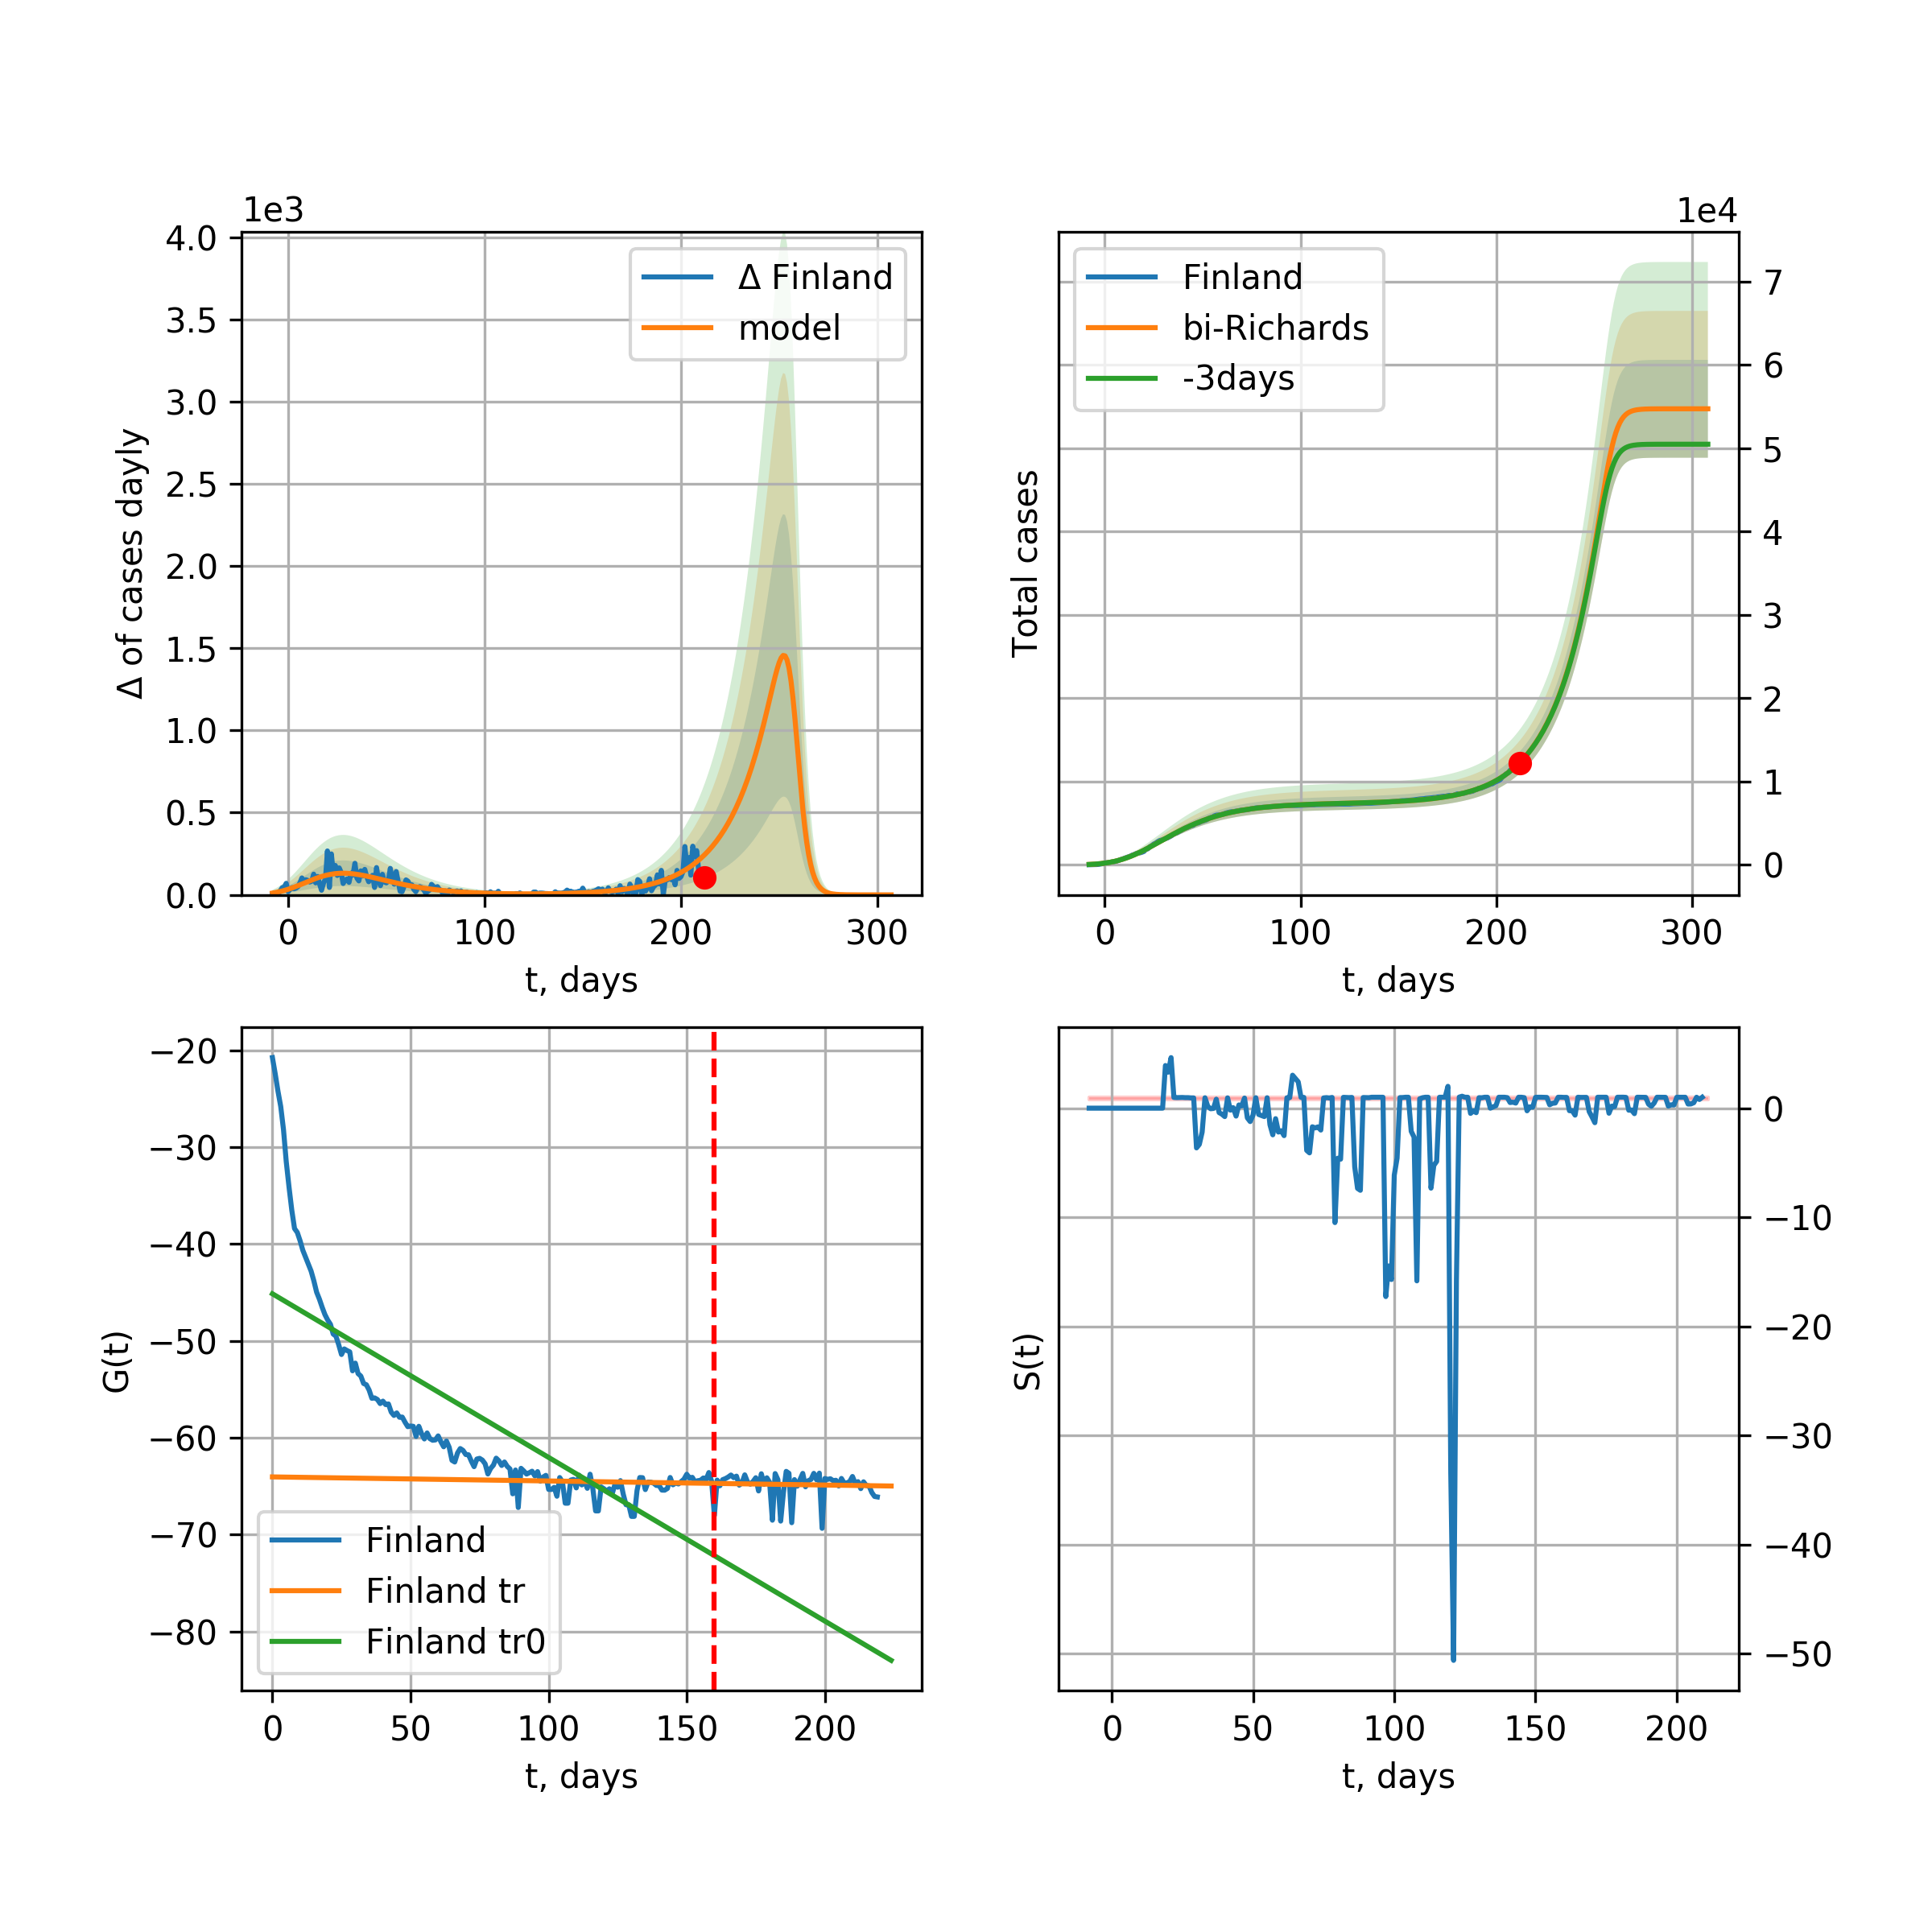 1e3
4.0
3.5
3.0
2.5
2.0
1.5
1.0
0.5
0.0
Δ of cases dayly
Δ Finland
model
0 100 200 300
t, days
1e4
Finland
bi-Richards
-3days
Total cases
7
6
5
4
3
2
1
0
0 100 200 300
t, days
−20
−30
−40
−50
−60
−70
−80
G(t)
Finland
Finland tr
Finland tr0
0 50 100 150 200
t, days
S(t)
0
−10
−20
−30
−40
−50
0 50 100 150 200
t, days